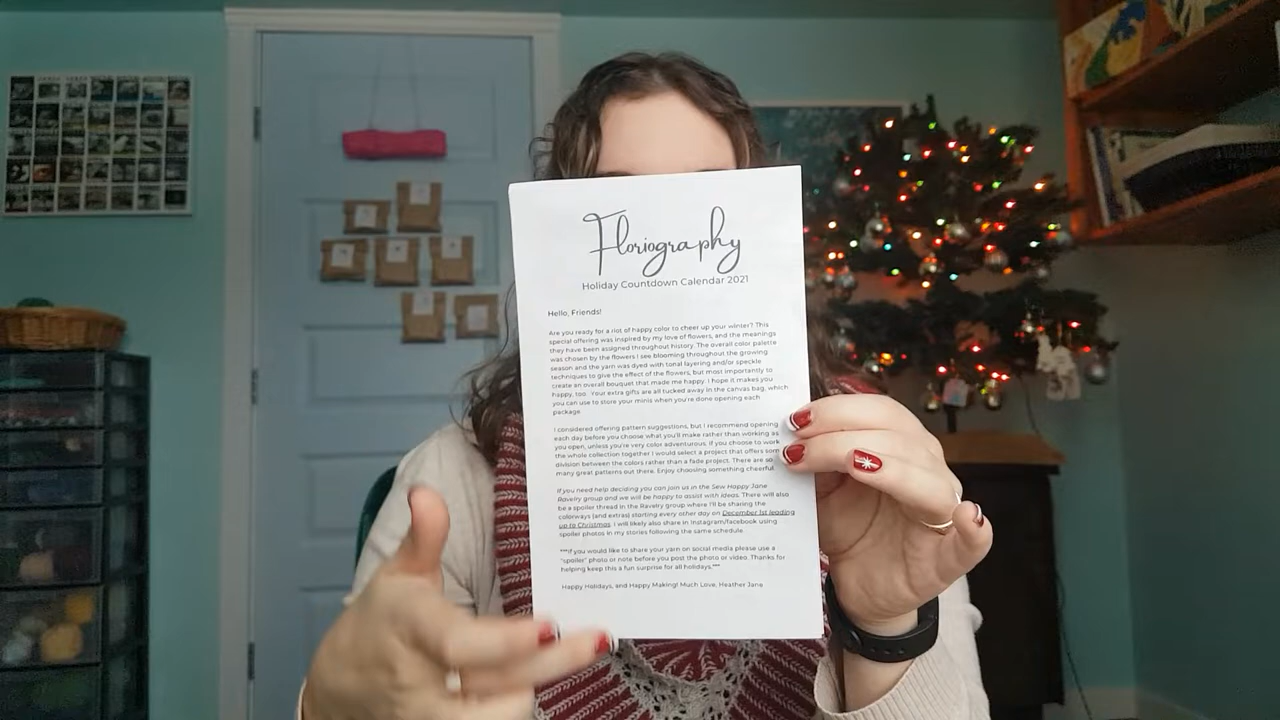 Floriography
Holiday Countdown Calendar 2021
Hello, Friends!
Are you ready for a riot of happy color to cheer up your winter? This
special offering was inspired by my love of flowers, and the meanings
they have been assigned throughout history. The overall color palette
was chosen by the flowers I see blooming throughout the growing
season and the yarn was dyed with tonal layering and/or speckle
techniques to give the effect of the flowers, but most importantly to
create an overall bouquet that made me happy. I hope it makes you
happy, too. Your extra gifts are all tucked away in the canvas bag, which
you can use to store your minis when you're done opening each
package.
I considered offering pattern suggestions, but I recommend opening
each day before you choose what you'll make rather than working as
you open, unless you're very color adventurous. If you choose to work
the whole collection together I would select a project that offers some
division between the colors rather than a fade project. There are so
many great patterns out there. Enjoy choosing something cheerful.
If you need help deciding you can join us in the Sew Happy Jane
Ravelry group and we will be happy to assist with ideas. There will also
be a spoiler thread in the Ravelry group where I'll be sharing the
colorways (and extras) starting every other day on December 1st leading
up to Christmas. I will likely also share in Instagram/facebook using
spoiler photos in my stories following the same schedule.
***If you would like to share your yarn on social media please use a
"spoiler" photo or note before you post the photo or video. Thanks for
helping keep this a fun surprise for all holidays.***
Happy Holidays, and Happy Making! Much Love, Heather Jane